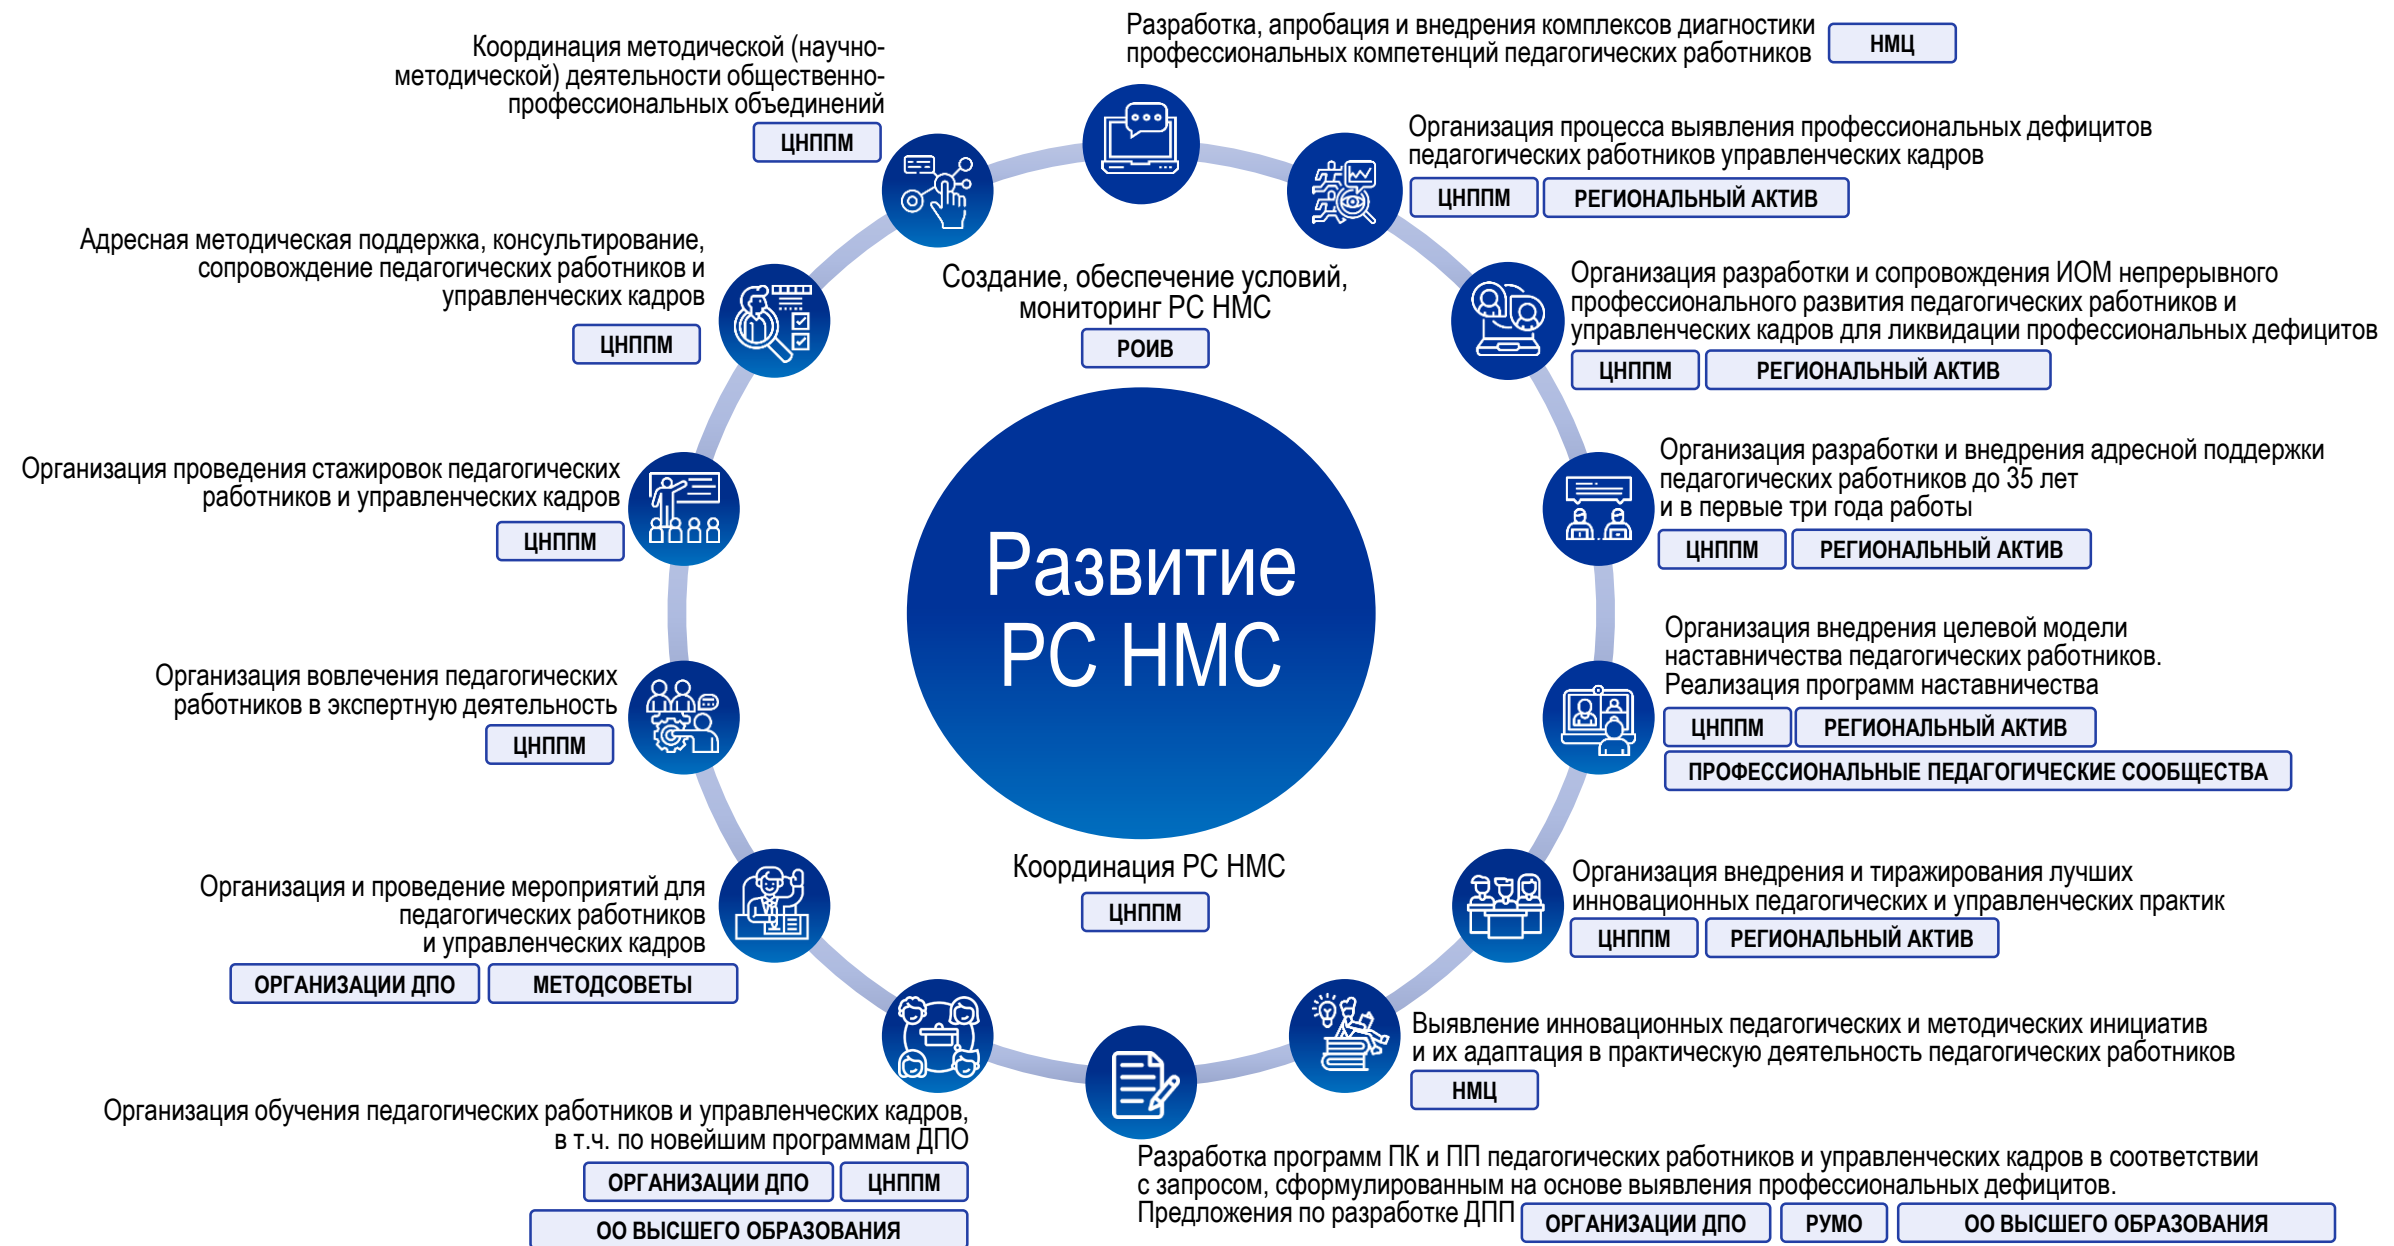 Разработка, апробация и внедрения комплексов диагностики
профессиональных компетенций педагогических работников
НМЦ
Организация процесса выявления профессиональных дефицитов
педагогических работников управленческих кадров
ЦНППМ
РЕГИОНАЛЬНЫЙ АКТИВ
Организация разработки и сопровождения ИОМ непрерывного
профессионального развития педагогических работников и
управленческих кадров для ликвидации профессиональных дефицитов
ЦНППМ
РЕГИОНАЛЬНЫЙ АКТИВ
Организация разработки и внедрения адресной поддержки
педагогических работников до 35 лет
и в первые три года работы
ЦНППМ
РЕГИОНАЛЬНЫЙ АКТИВ
Организация внедрения целевой модели
наставничества педагогических работников.
Реализация программ наставничества
ЦНППМ
РЕГИОНАЛЬНЫЙ АКТИВ
ПРОФЕССИОНАЛЬНЫЕ ПЕДАГОГИЧЕСКИЕ СООБЩЕСТВА
Организация внедрения и тиражирования лучших
инновационных педагогических и управленческих практик
ЦНППМ
РЕГИОНАЛЬНЫЙ АКТИВ
Выявление инновационных педагогических и методических инициатив
и их адаптация в практическую деятельность педагогических работников
НМЦ
Разработка программ ПК и ПП педагогических работников и управленческих кадров в соответствии
с запросом, сформулированным на основе выявления профессиональных дефицитов.
Предложения по разработке ДПП
ОРГАНИЗАЦИИ ДПО
РУМО
ОО ВЫСШЕГО ОБРАЗОВАНИЯ
Организация обучения педагогических работников и управленческих кадров,
в т.ч. по новейшим программам ДПО
ОРГАНИЗАЦИИ ДПО
ЦНППМ
ОО ВЫСШЕГО ОБРАЗОВАНИЯ
Организация и проведение мероприятий для
педагогических работников
и управленческих кадров
ОРГАНИЗАЦИИ ДПО
МЕТОДСОВЕТЫ
Организация вовлечения педагогических
работников в экспертную деятельность
ЦНППМ
Организация проведения стажировок педагогических
работников и управленческих кадров
ЦНППМ
Адресная методическая поддержка, консультирование,
сопровождение педагогических работников и
управленческих кадров
ЦНППМ
Координация методической (научно-
методической) деятельности общественно-
профессиональных объединений
ЦНППМ
Создание, обеспечение условий,
мониторинг РС НМС
РОИВ
Развитие
РС НМС
Координация РС НМС
ЦНППМ